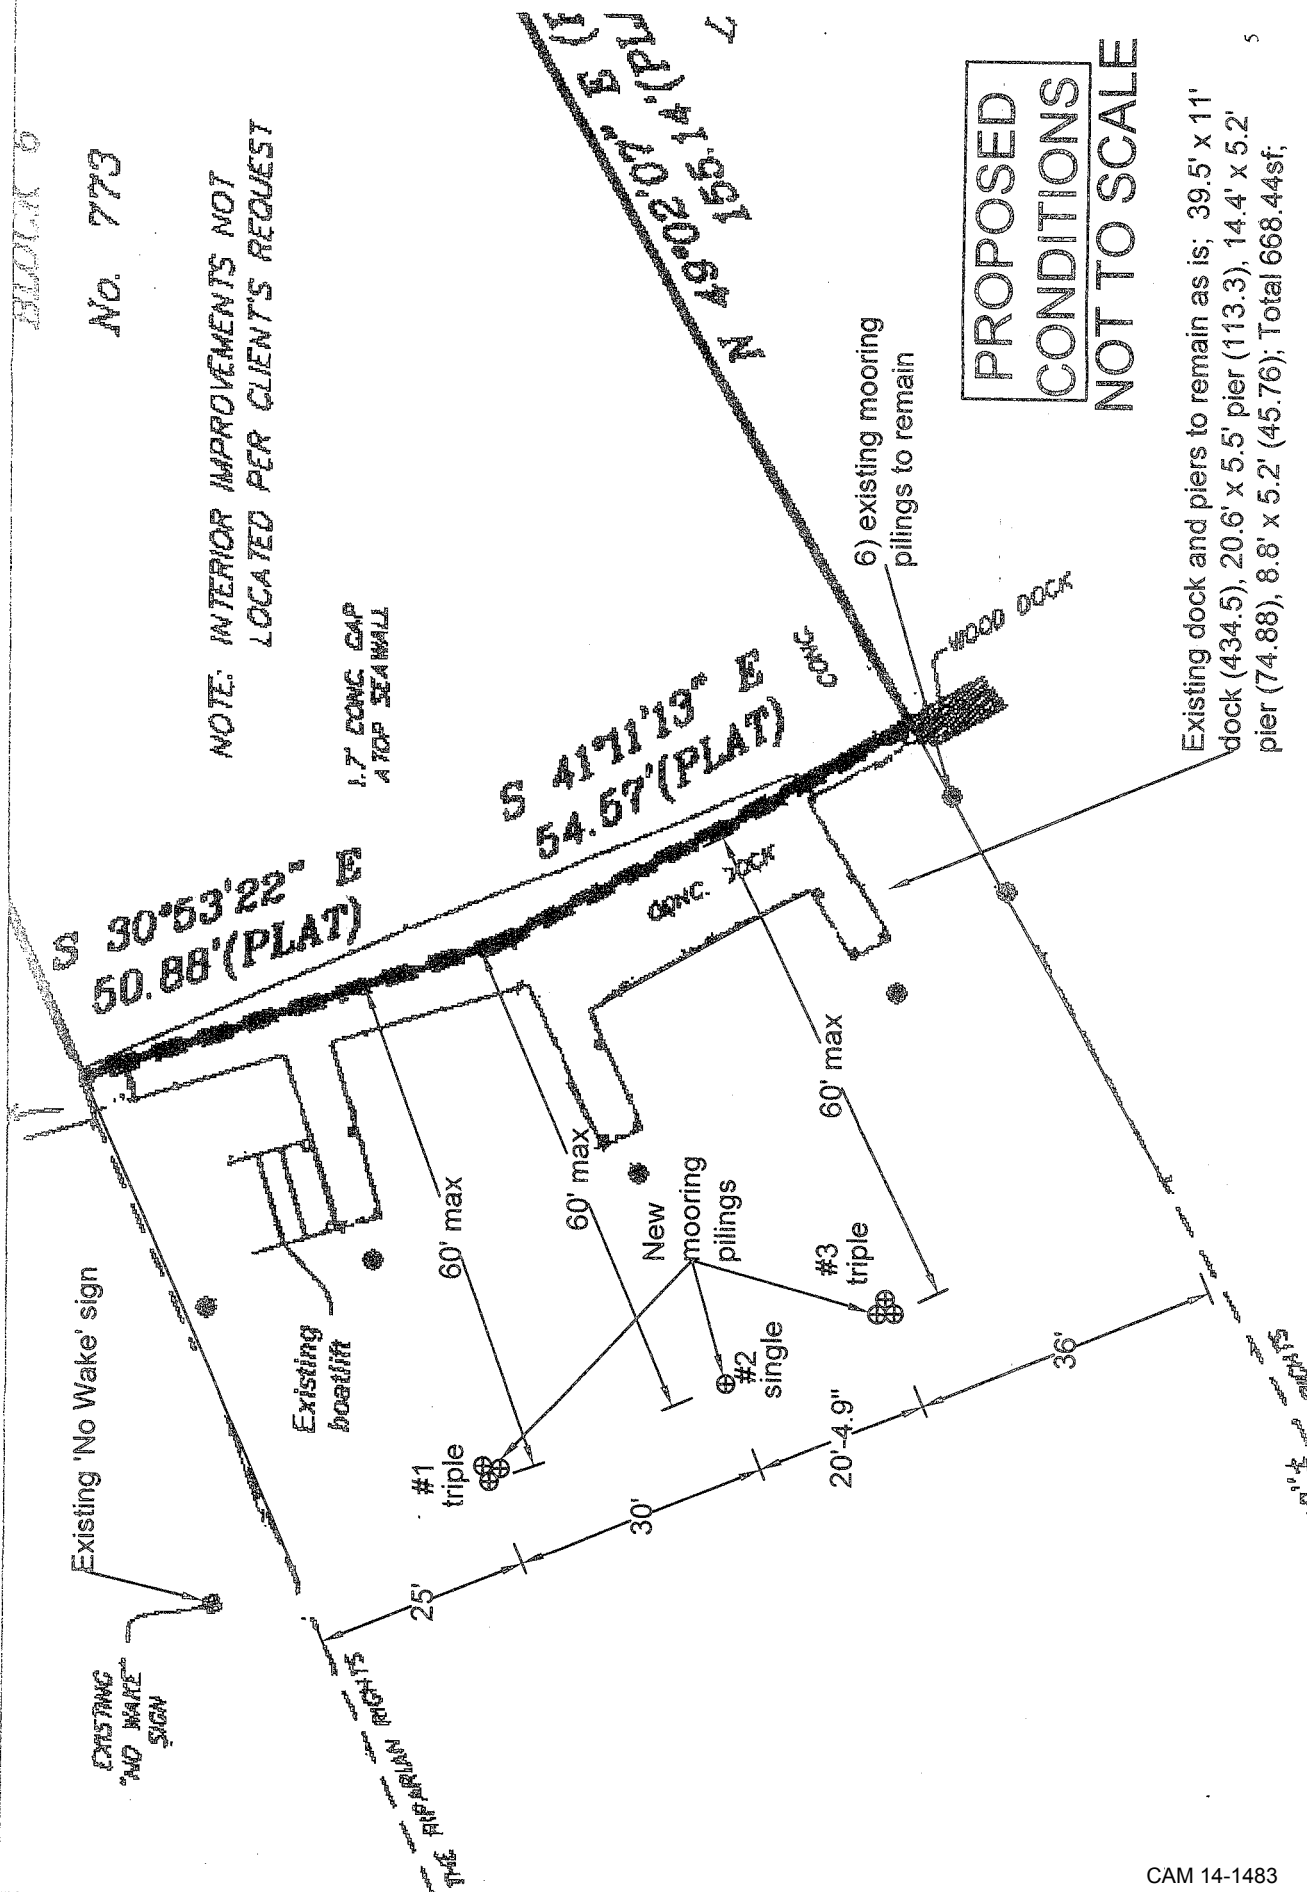 BLOCK 6
No. 773
NOTE: INTERIOR IMPROVEMENTS NOT
LOCATED PER CLIENT'S REQUEST
1.7' CONC. CAP
ATOP SEAWALL
S 30°53'22" E
50.88'(PLAT)
S 41°11'13" E
54.57'(PLAT)
N 49°02'07" E
155.14'
CONC
CONC. DOCK
WOOD DOCK
6) existing mooring
pilings to remain
PROPOSED
CONDITIONS
NOT TO SCALE
Existing dock and piers to remain as is; 39.5' x 11'
dock (434.5), 20.6' x 5.5' pier (113.3), 14.4' x 5.2'
pier (74.88), 8.8' x 5.2' (45.76); Total 668.44sf;
5
Existing 'No Wake' sign
EXISTING
"NO WAKE"
SIGN
Existing
boatlift
60' max
60' max
60' max
New
mooring
pilings
#1
triple
#2
single
#3
triple
25'
30'
20'-4.9"
36'
THE RIPARIAN RIGHTS
RIGHTS
CAM 14-1483